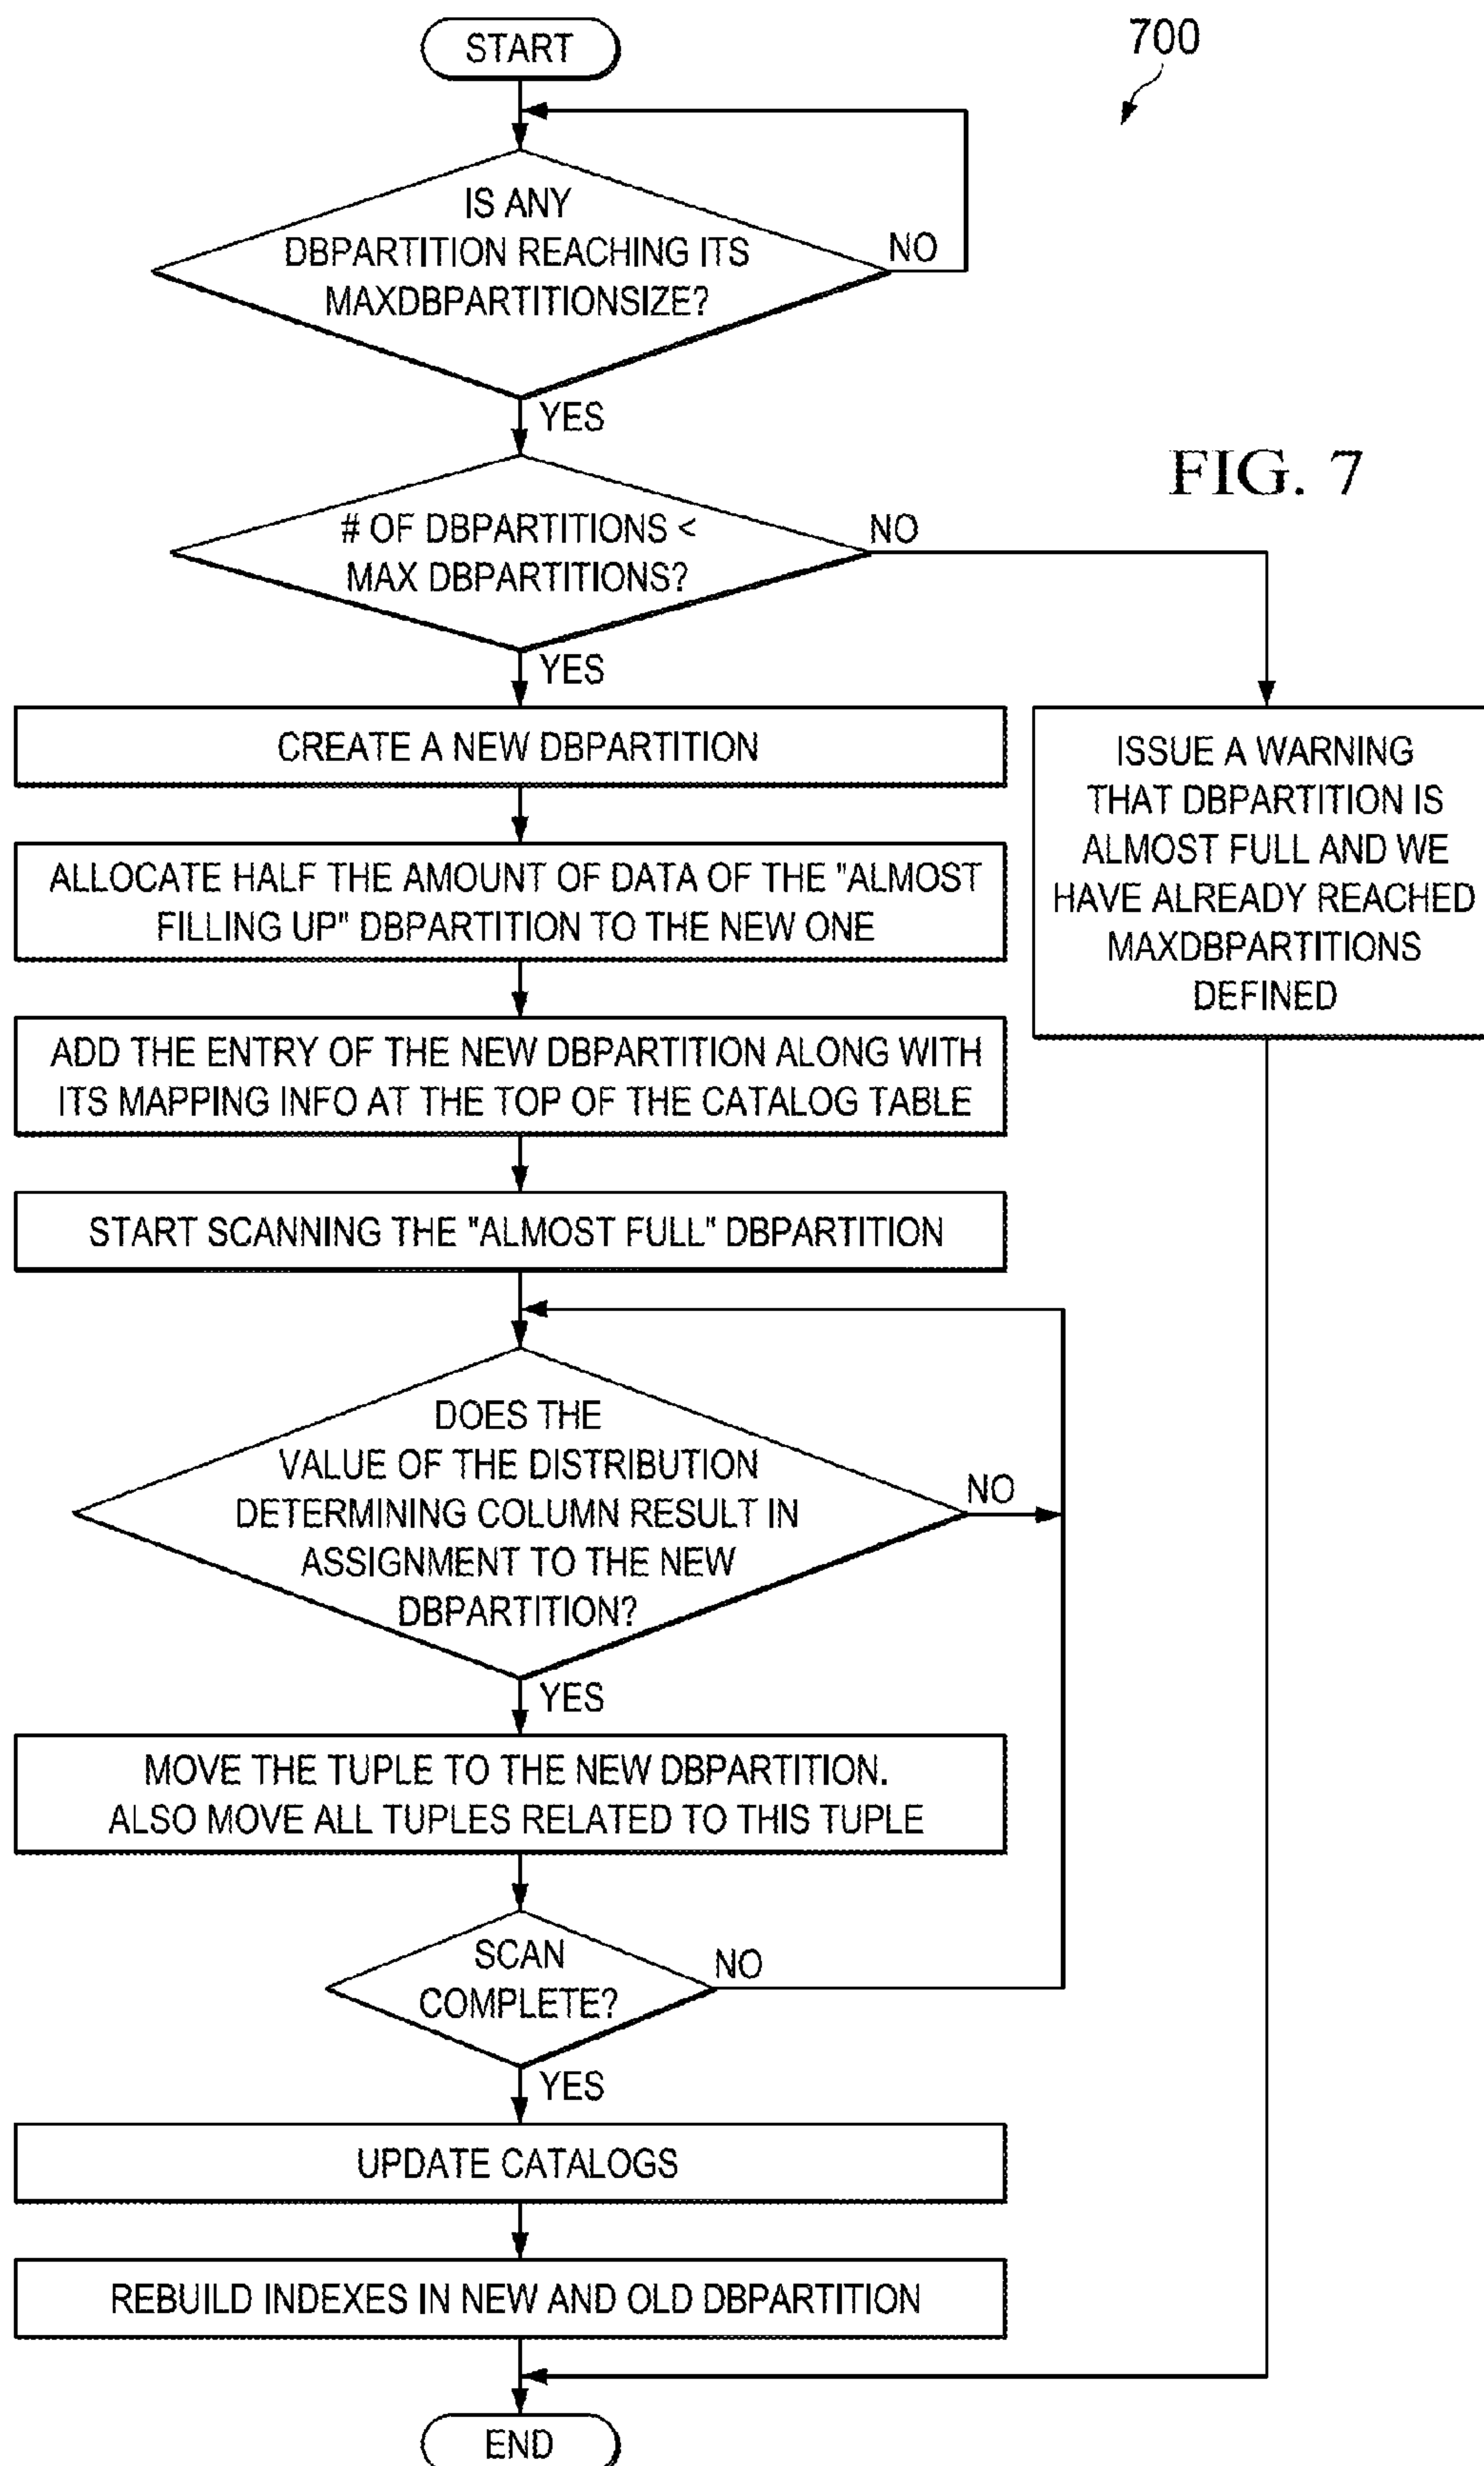 START
700
IS ANY
DBPARTITION REACHING ITS
MAXDBPARTITIONSIZE?
NO
YES
FIG. 7
# OF DBPARTITIONS <
MAX DBPARTITIONS?
NO
YES
CREATE A NEW DBPARTITION
ISSUE A WARNING
THAT DBPARTITION IS
ALMOST FULL AND WE
HAVE ALREADY REACHED
MAXDBPARTITIONS
DEFINED
ALLOCATE HALF THE AMOUNT OF DATA OF THE "ALMOST
FILLING UP" DBPARTITION TO THE NEW ONE
ADD THE ENTRY OF THE NEW DBPARTITION ALONG WITH
ITS MAPPING INFO AT THE TOP OF THE CATALOG TABLE
START SCANNING THE "ALMOST FULL" DBPARTITION
DOES THE
VALUE OF THE DISTRIBUTION
DETERMINING COLUMN RESULT IN
ASSIGNMENT TO THE NEW
DBPARTITION?
NO
YES
MOVE THE TUPLE TO THE NEW DBPARTITION.
ALSO MOVE ALL TUPLES RELATED TO THIS TUPLE
SCAN
COMPLETE?
NO
YES
UPDATE CATALOGS
REBUILD INDEXES IN NEW AND OLD DBPARTITION
END